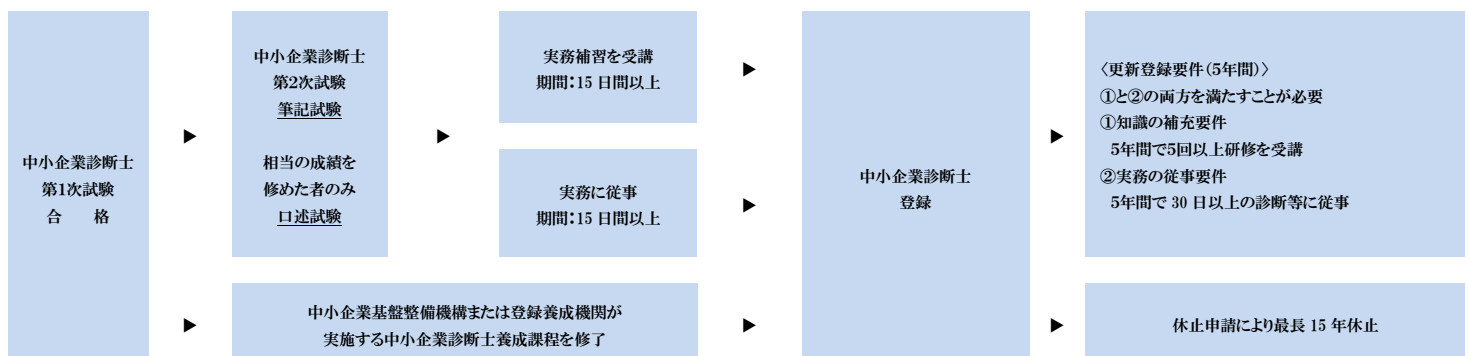 中小企業診断士
第1次試験
合　　格
中小企業診断士
第2次試験
筆記試験
相当の成績を
修めた者のみ
口述試験
実務補習を受講
期間：15 日間以上
実務に従事
期間：15 日間以上
中小企業基盤整備機構または登録養成機関が
実施する中小企業診断士養成課程を修了
中小企業診断士
登録
〈更新登録要件（5年間）〉
①と②の両方を満たすことが必要
①知識の補充要件
5年間で5回以上研修を受講
②実務の従事要件
5年間で 30 日以上の診断等に従事
休止申請により最長 15 年休止